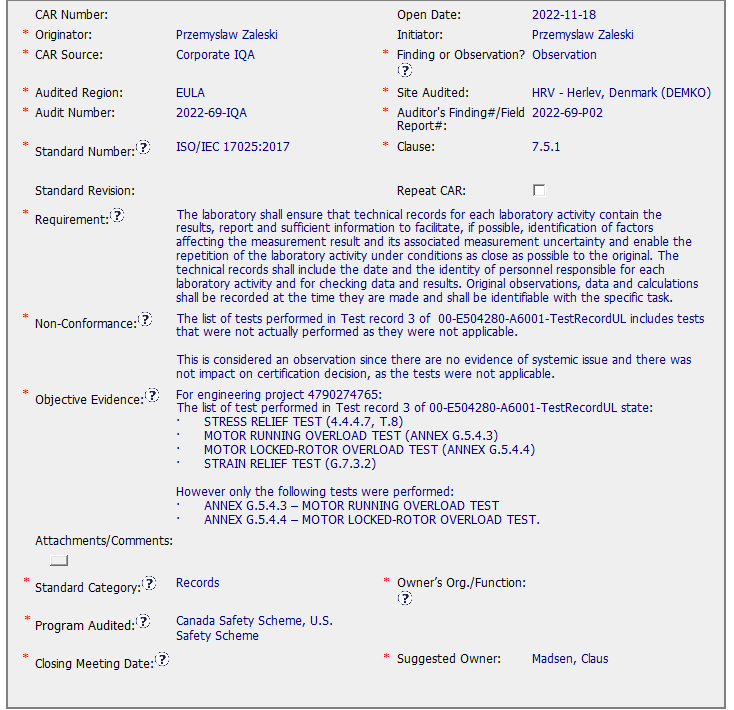 CAR Number: Open Date: 2022-11-18
* Originator: Przemyslaw Zaleski Initiator: Przemyslaw Zaleski
* CAR Source: Corporate IQA * Finding or Observation? Observation
?
* Audited Region: EULA * Site Audited: HRV - Herlev, Denmark (DEMKO)
* Audit Number: 2022-69-IQA * Auditor's Finding#/Field Report#: 2022-69-P02
* Standard Number: ? ISO/IEC 17025:2017 * Clause: 7.5.1
Standard Revision: Repeat CAR:
* Requirement: ? The laboratory shall ensure that technical records for each laboratory activity contain the
results, report and sufficient information to facilitate, if possible, identification of factors
affecting the measurement result and its associated measurement uncertainty and enable the
repetition of the laboratory activity under conditions as close as possible to the original. The
technical records shall include the date and the identity of personnel responsible for each
laboratory activity and for checking data and results. Original observations, data and calculations
shall be recorded at the time they are made and shall be identifiable with the specific task.
* Non-Conformance: ? The list of tests performed in Test record 3 of 00-E504280-A6001-TestRecordUL includes tests
that were not actually performed as they were not applicable.
This is considered an observation since there are no evidence of systemic issue and there was
not impact on certification decision, as the tests were not applicable.
* Objective Evidence: ? For engineering project 4790274765:
The list of test performed in Test record 3 of 00-E504280-A6001-TestRecordUL state:
· STRESS RELIEF TEST (4.4.4.7, T.8)
· MOTOR RUNNING OVERLOAD TEST (ANNEX G.5.4.3)
· MOTOR LOCKED-ROTOR OVERLOAD TEST (ANNEX G.5.4.4)
· STRAIN RELIEF TEST (G.7.3.2)
However only the following tests were performed:
· ANNEX G.5.4.3 – MOTOR RUNNING OVERLOAD TEST
· ANNEX G.5.4.4 – MOTOR LOCKED-ROTOR OVERLOAD TEST.
Attachments/Comments:
* Standard Category: ? Records * Owner's Org./Function:
?
* Program Audited: ? Canada Safety Scheme, U.S.
Safety Scheme
* Closing Meeting Date: ? * Suggested Owner: Madsen, Claus